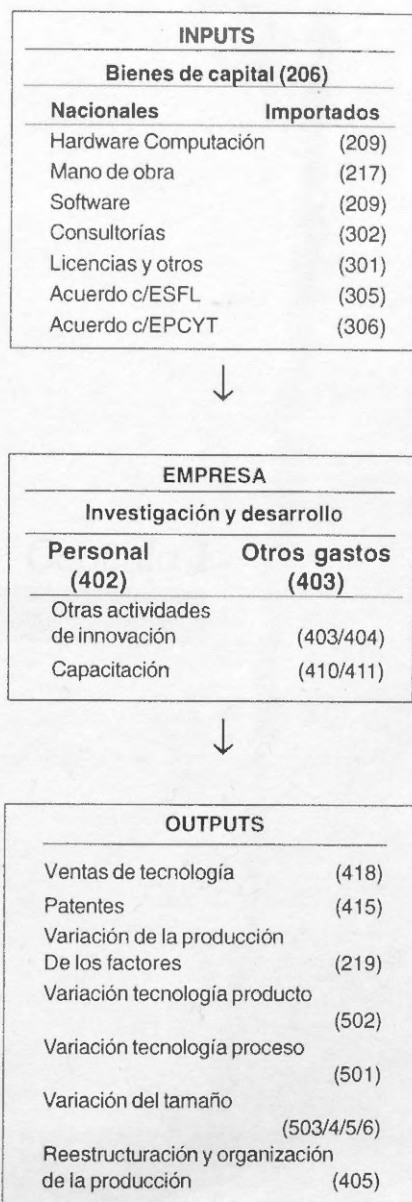 INPUTS
Bienes de capital (206)
Nacionales Importados
Hardware Computación (209)
Mano de obra (217)
Software (209)
Consultorías (302)
Licencias y otros (301)
Acuerdo c/ESFL (305)
Acuerdo c/EPCYT (306)
EMPRESA
Investigación y desarrollo
Personal Otros gastos
(402) (403)
Otras actividades
de innovación (403/404)
Capacitación (410/411)
OUTPUTS
Ventas de tecnología (418)
Patentes (415)
Variación de la producción
De los factores (219)
Variación tecnología producto
(502)
Variación tecnología proceso
(501)
Variación del tamaño
(503/4/5/6)
Reestructuración y organización
de la producción (405)